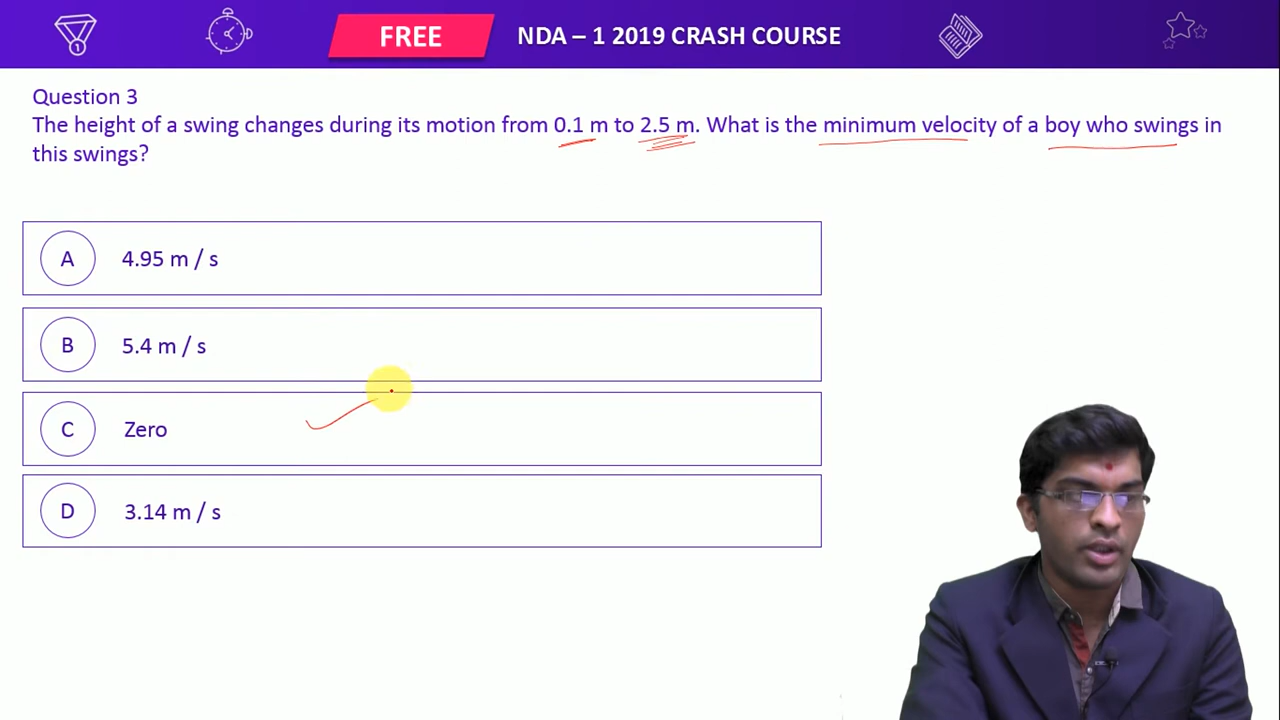 FREE
NDA – 1 2019 CRASH COURSE
Question 3
The height of a swing changes during its motion from 0.1 m to 2.5 m. What is the minimum velocity of a boy who swings in
this swings?
A 4.95 m / s
B 5.4 m / s
C Zero
D 3.14 m / s
1